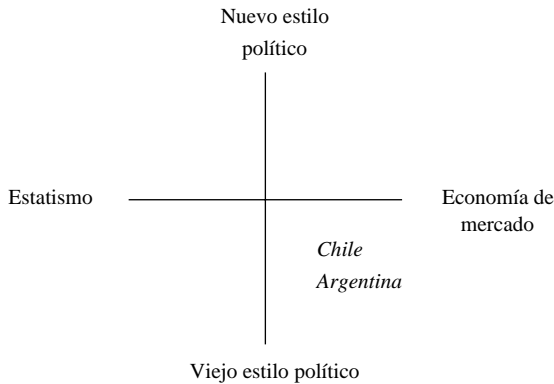 Nuevo estilo
político
Estatismo
Economía de
mercado
Chile
Argentina
Viejo estilo político